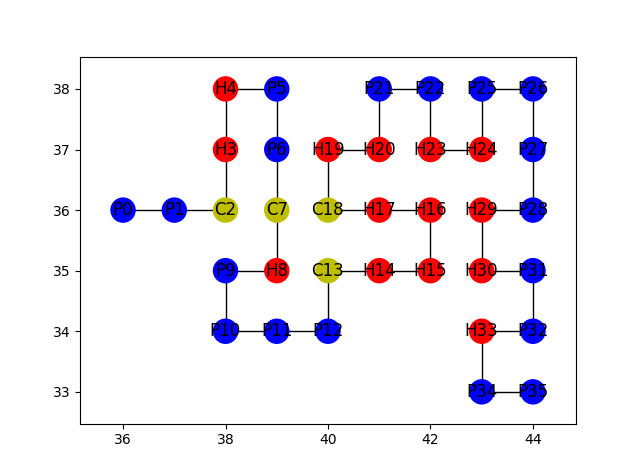 38 H4 P5 P21 P22 P25 P26
37 H3 P6 H19 H20 H23 H24 P27
36 P0 P1 C2 C7 C18 H17 H16 H29 P28
35 P9 H8 C13 H14 H15 H30 P31
34 P10 P11 P12 H33 P32
33 P34 P35
36 38 40 42 44